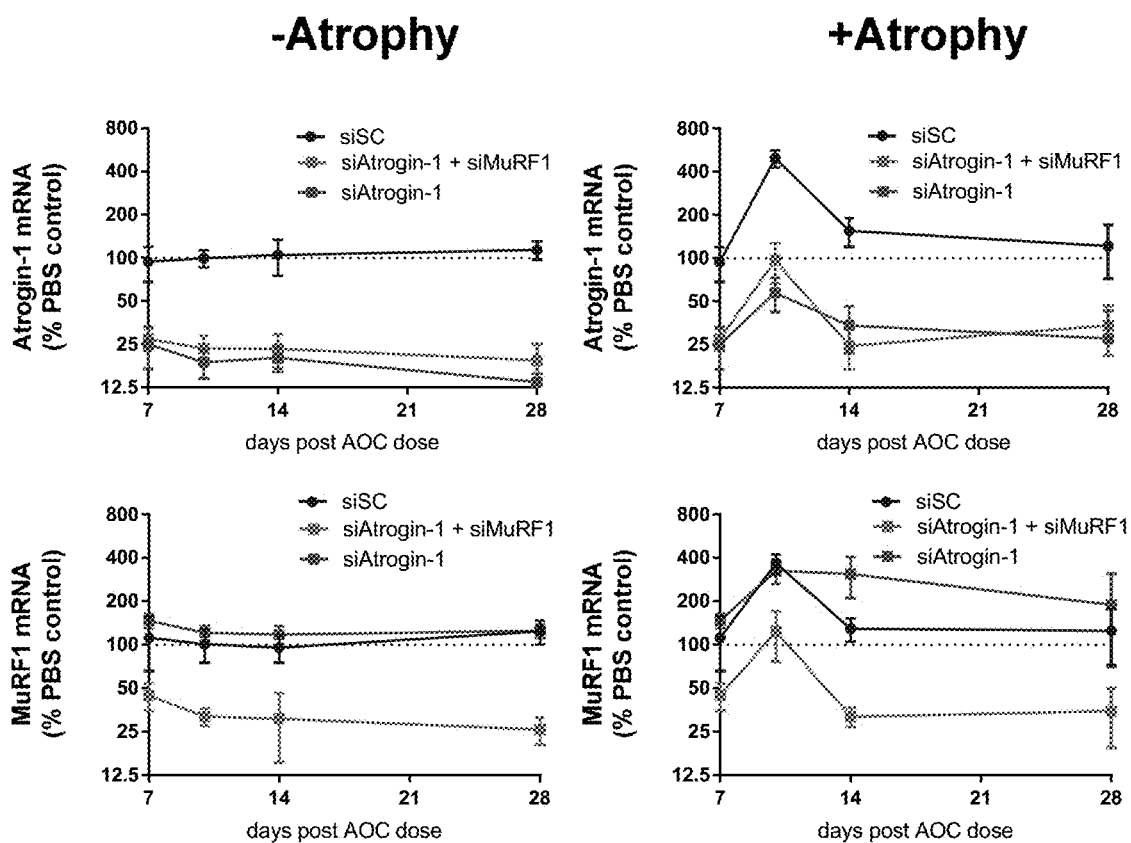 -Atrophy
+Atrophy
800
400
200
100
50
25
12.5
7
14
21
28
Atrogin-1 mRNA
(% PBS control)
days post AOC dose
siSC
siAtrogin-1 + siMuRF1
siAtrogin-1
800
400
200
100
50
25
12.5
7
14
21
28
Atrogin-1 mRNA
(% PBS control)
days post AOC dose
siSC
siAtrogin-1 + siMuRF1
siAtrogin-1
800
400
200
100
50
25
12.5
7
14
21
28
MuRF1 mRNA
(% PBS control)
days post AOC dose
siSC
siAtrogin-1 + siMuRF1
siAtrogin-1
800
400
200
100
50
25
12.5
7
14
21
28
MuRF1 mRNA
(% PBS control)
days post AOC dose
siSC
siAtrogin-1 + siMuRF1
siAtrogin-1